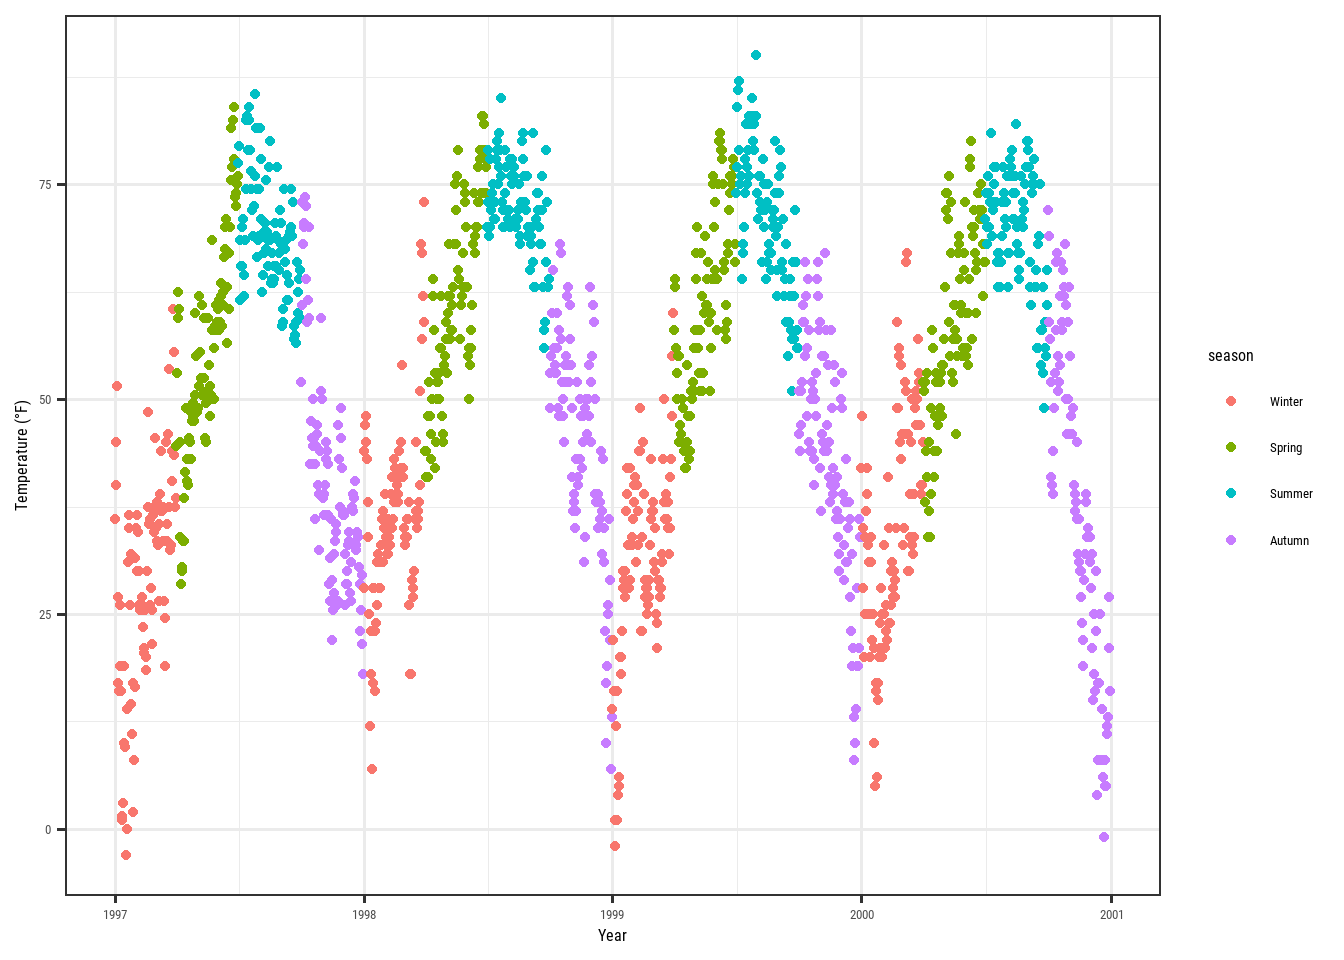 75
50
25
0
Temperature (°F)
1997
1998
1999
2000
2001
Year
season
Winter
Spring
Summer
Autumn